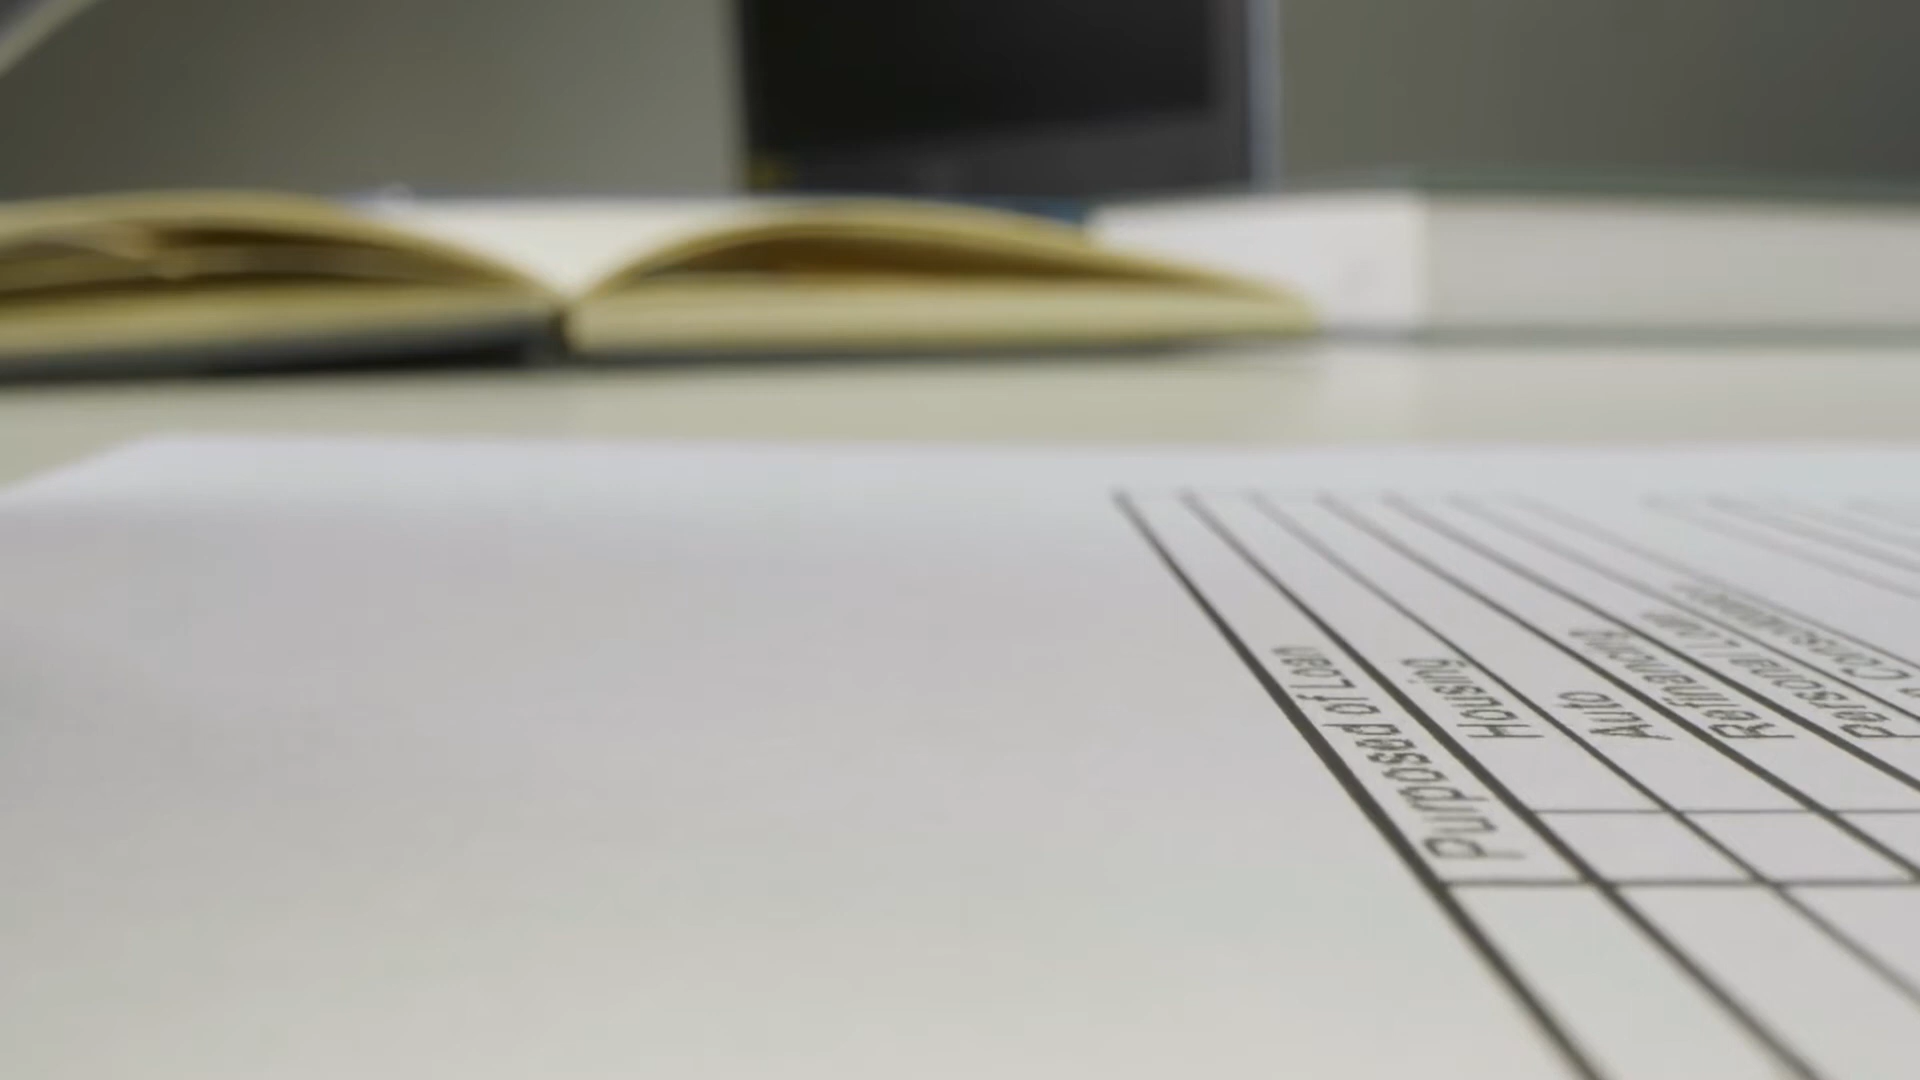 Purposed of Loan
Housing
Auto
Refinancing
Personal Loan